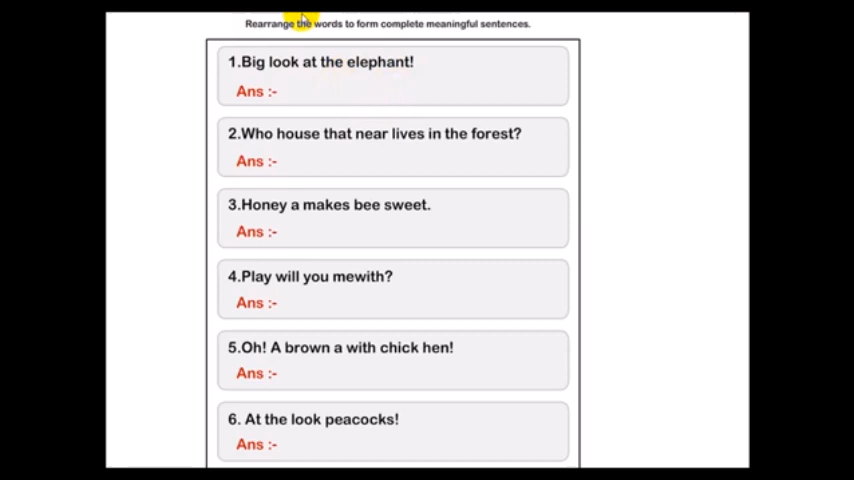 Rearrange the words to form complete meaningful sentences.
1.Big look at the elephant!
Ans :-
2.Who house that near lives in the forest?
Ans :-
3.Honey a makes bee sweet.
Ans :-
4.Play will you mewith?
Ans :-
5.Oh! A brown a with chick hen!
Ans :-
6. At the look peacocks!
Ans :-